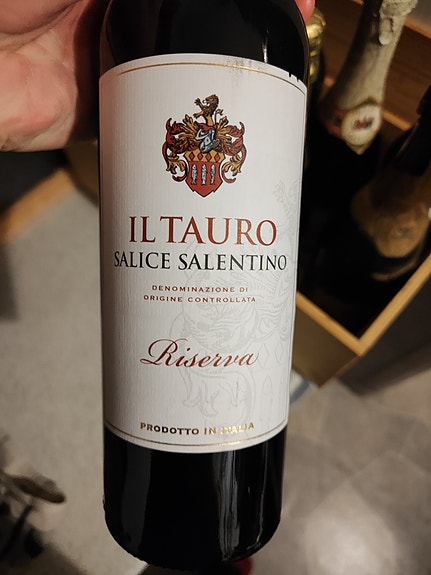 IL TAURO
SALICE SALENTINO
DENOMINAZIONE DI
ORIGINE CONTROLLATA
Riserva
PRODOTTO IN ITALIA